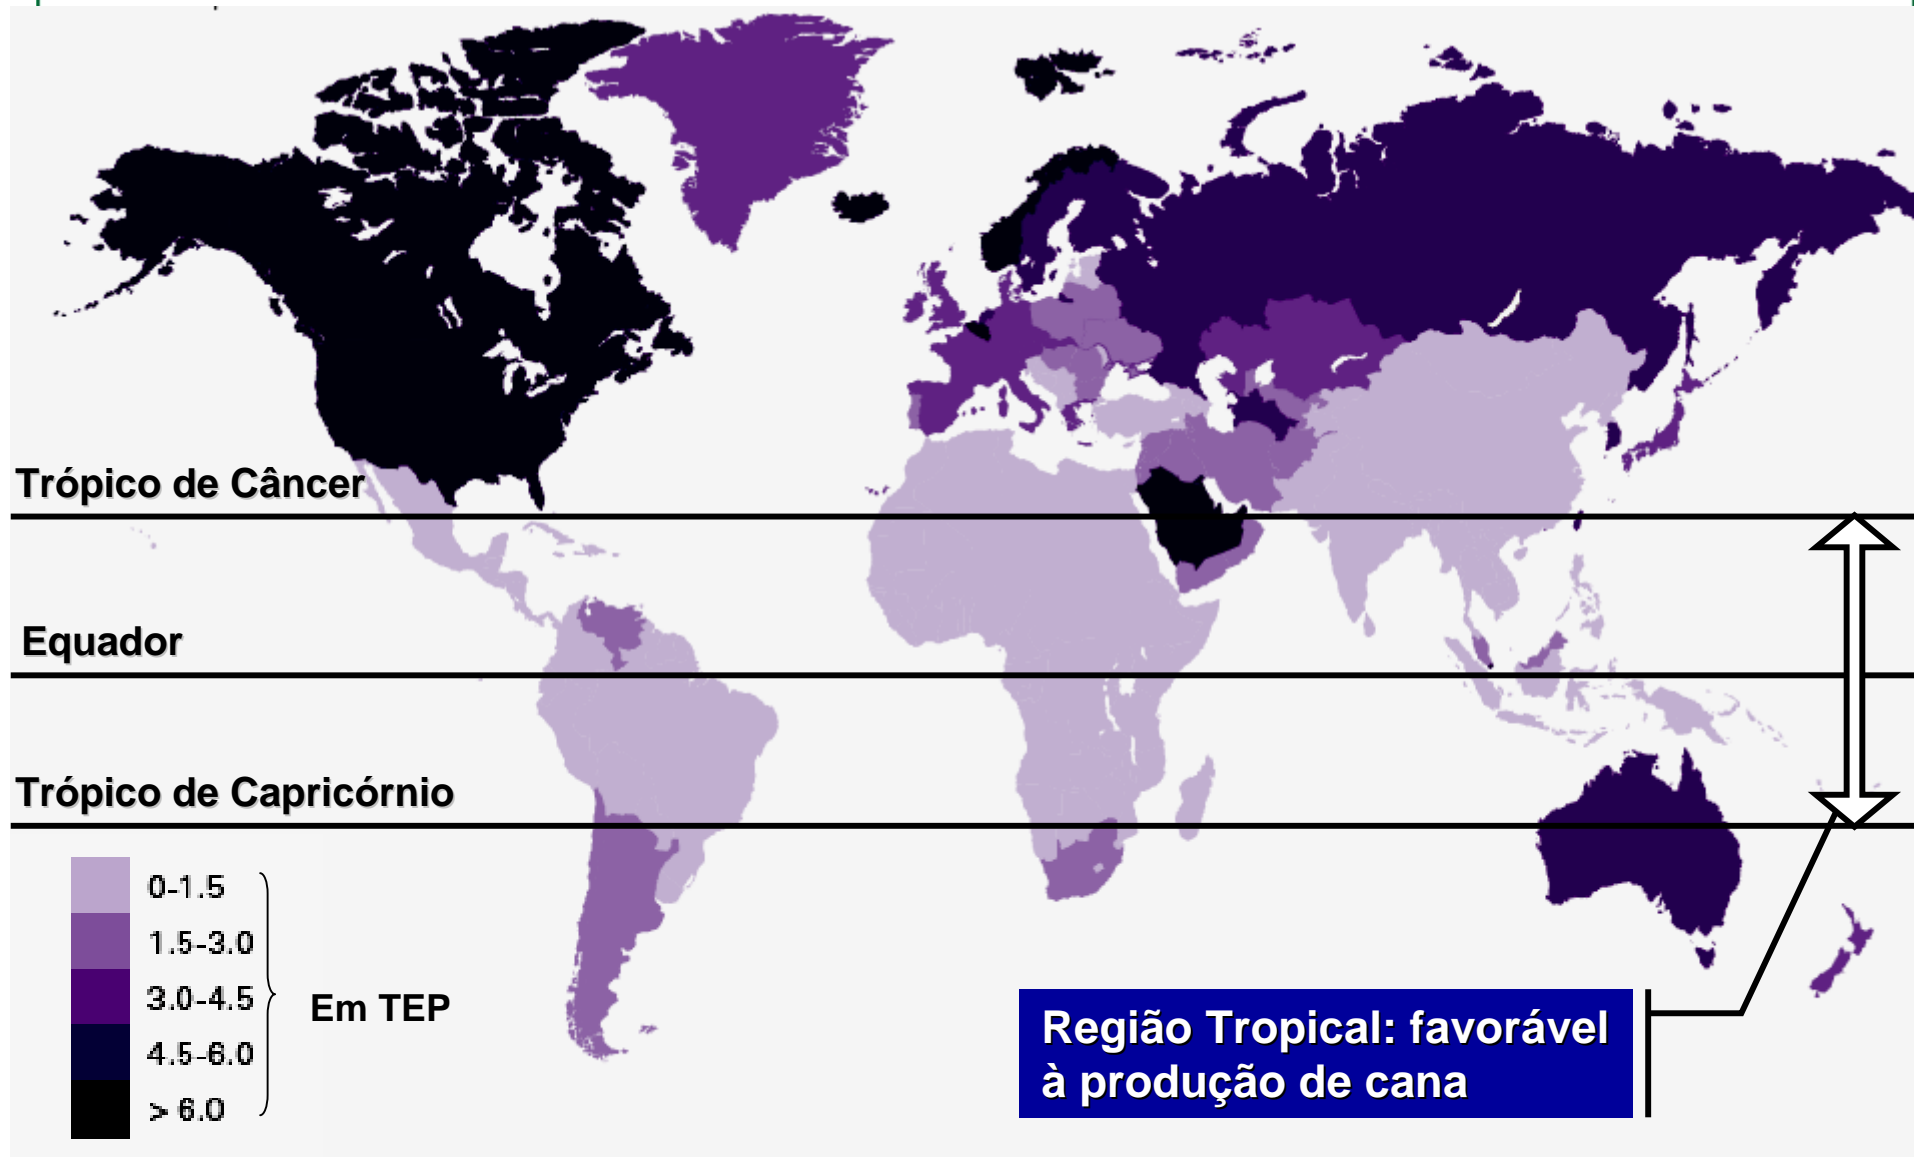 Trópico de Câncer
Equador
Trópico de Capricórnio
0-1.5
1.5-3.0
3.0-4.5
4.5-6.0
> 6.0
Em TEP
Região Tropical: favorável
à produção de cana